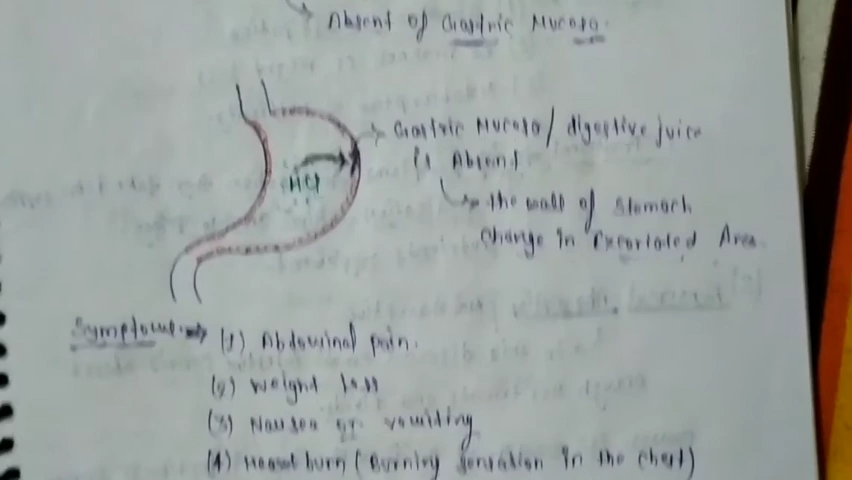 Absent of Gastric Mucosa.
Gastric Mucosa / digestive juice
is Absent
HCl
the wall of stomach
change in Excoriated Area.
Symptoms (1) Abdominal pain.
(2) Weight loss
(3) Nausea or vomiting
(4) Heart burn (Burning sensation in the chest)